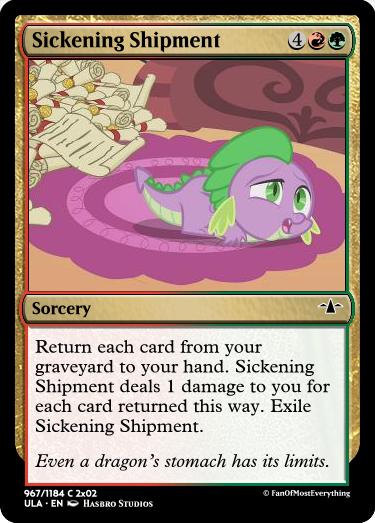 Sickening Shipment 4
Sorcery
Return each card from your
graveyard to your hand. Sickening
Shipment deals 1 damage to you for
each card returned this way. Exile
Sickening Shipment.
Even a dragon's stomach has its limits.
967/1184 C 2x02
ULA • EN Hasbro Studios
© FanOfMostEverything